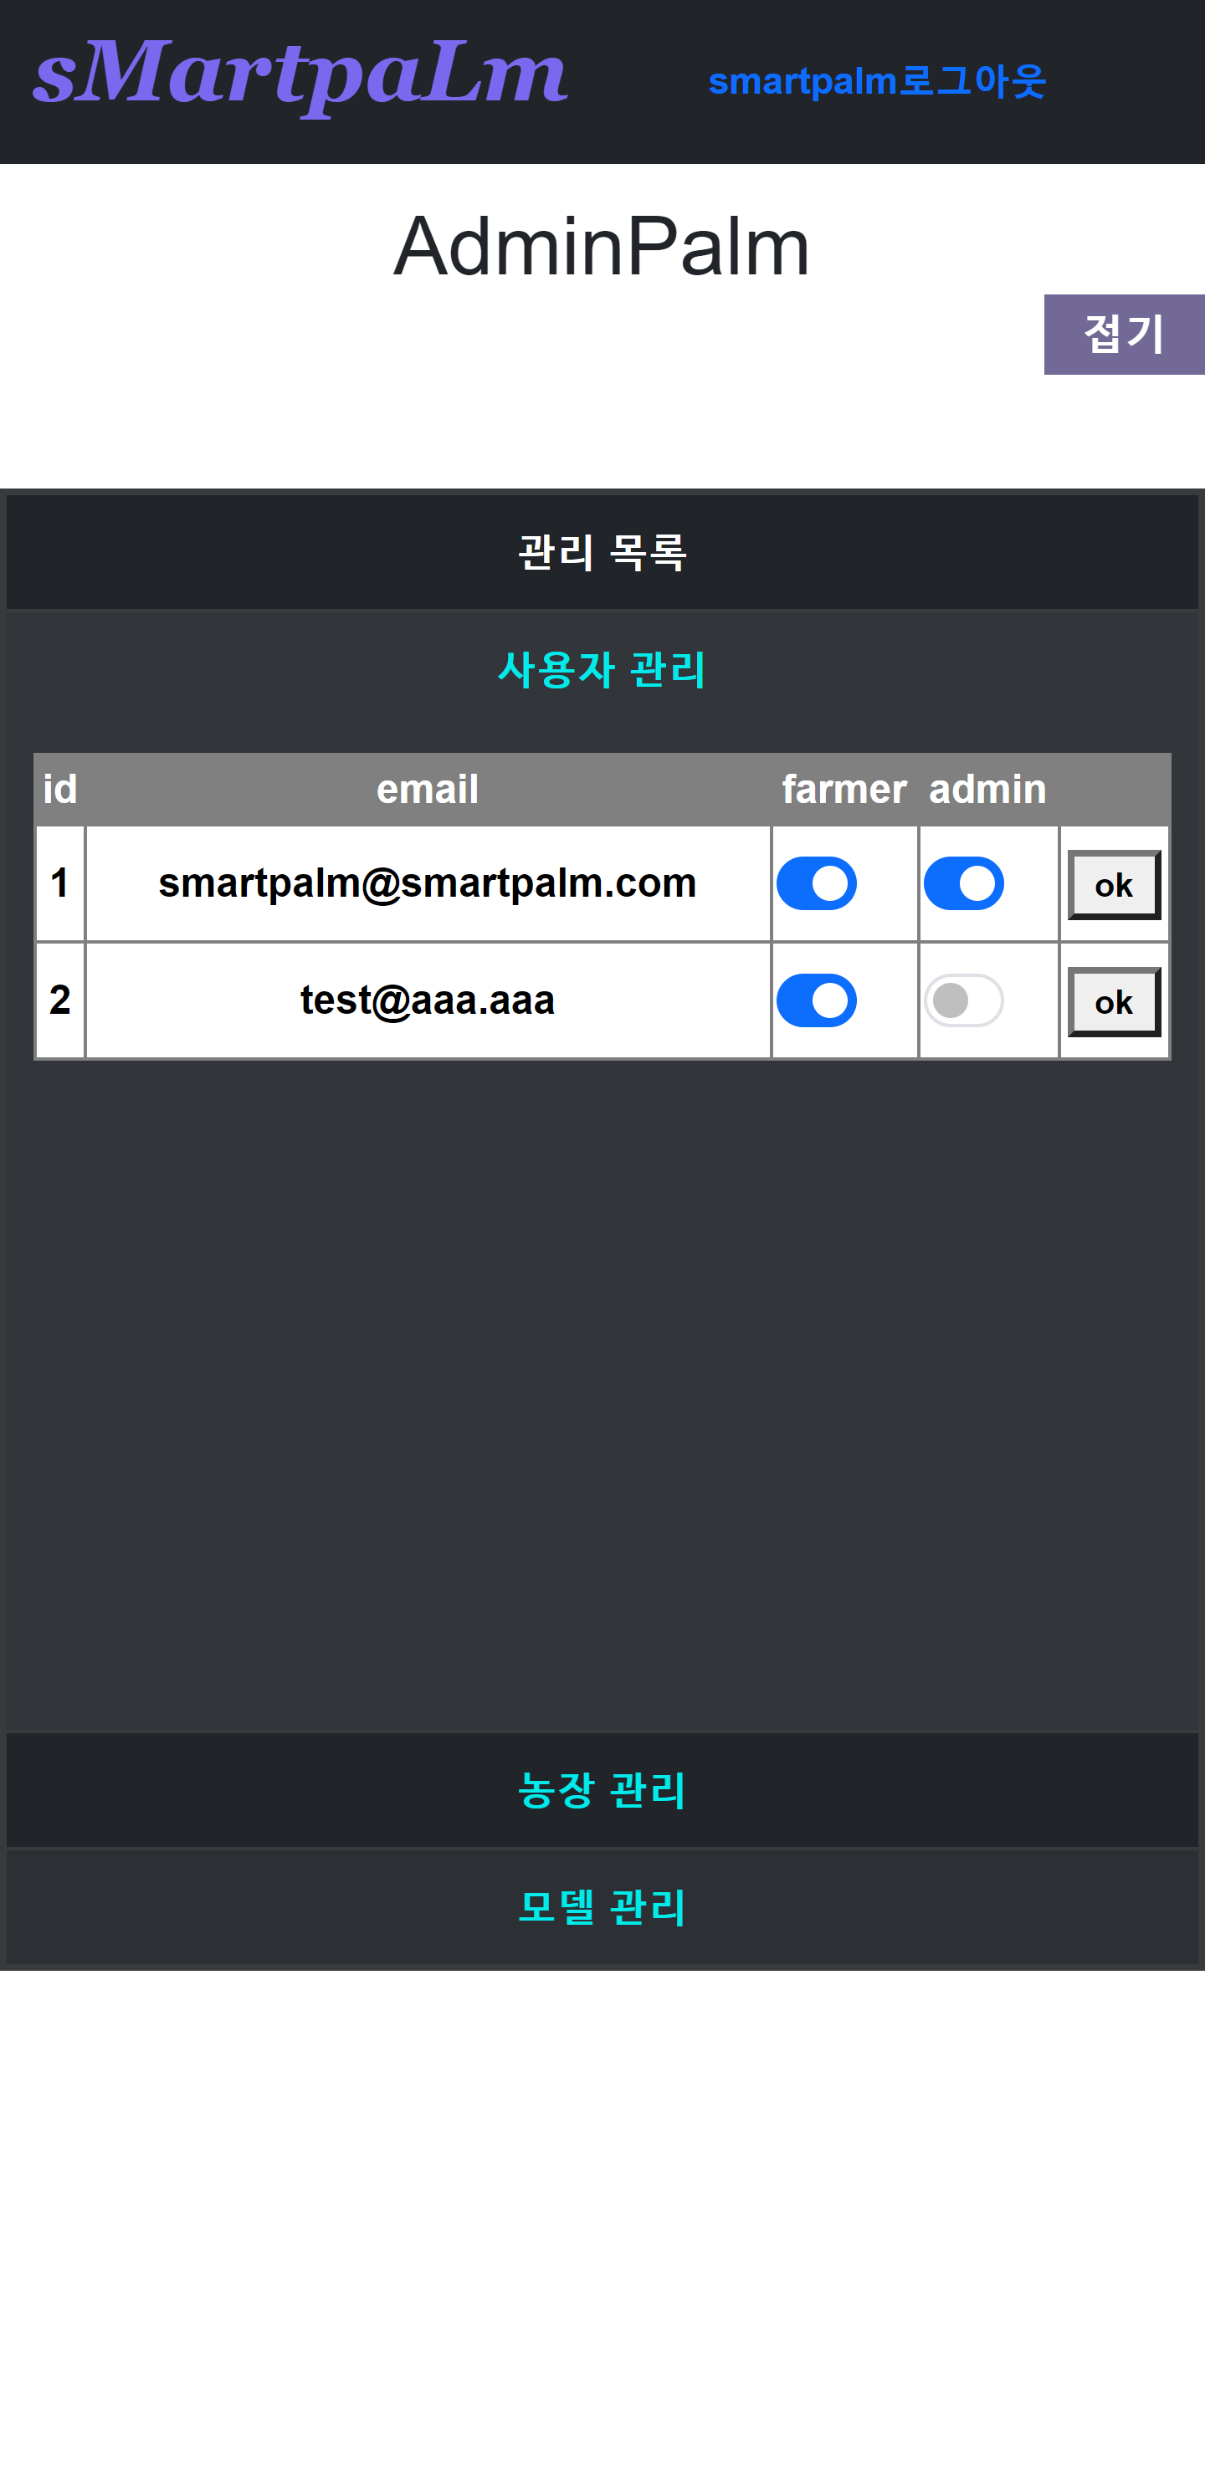 sMartpaLm
smartpalm로그아웃
AdminPalm
접기
관리 목록
사용자 관리
id email farmer admin
1 smartpalm@smartpalm.com ok
2 test@aaa.aaa ok
농장 관리
모델 관리